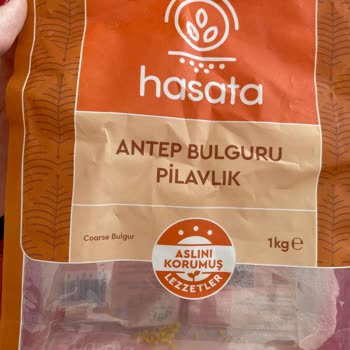 hasata
ANTEP BULGURU
PİLAVLIK
Coarse Bulgur
1kg ℮
ASLINI
KORUMUŞ
LEZZETLER